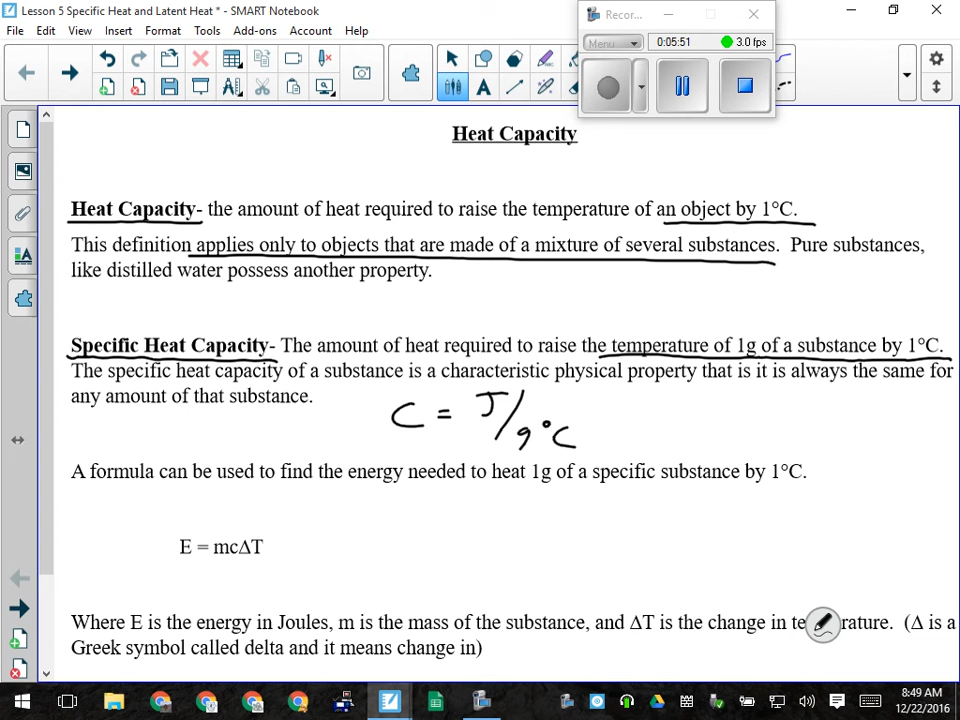 Lesson 5 Specific Heat and Latent Heat * - SMART Notebook
Recor...
File Edit View Insert Format Tools Add-ons Account Help
Menu 0:05:51 3.0 fps
Heat Capacity
Heat Capacity- the amount of heat required to raise the temperature of an object by 1°C.
This definition applies only to objects that are made of a mixture of several substances. Pure substances,
like distilled water possess another property.
Specific Heat Capacity- The amount of heat required to raise the temperature of 1g of a substance by 1°C.
The specific heat capacity of a substance is a characteristic physical property that is it is always the same for
any amount of that substance.
C = J/g°C
A formula can be used to find the energy needed to heat 1g of a specific substance by 1°C.
E = mcΔT
Where E is the energy in Joules, m is the mass of the substance, and ΔT is the change in te rature. (Δ is a
Greek symbol called delta and it means change in)
8:49 AM
12/22/2016